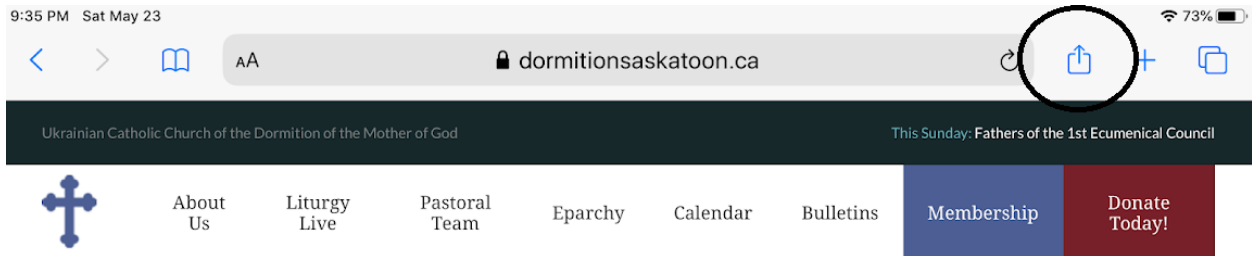 9:35 PM Sat May 23
73%
AA
dormitionsaskatoon.ca
Ukrainian Catholic Church of the Dormition of the Mother of God
This Sunday: Fathers of the 1st Ecumenical Council
About
Us
Liturgy
Live
Pastoral
Team
Eparchy
Calendar
Bulletins
Membership
Donate
Today!